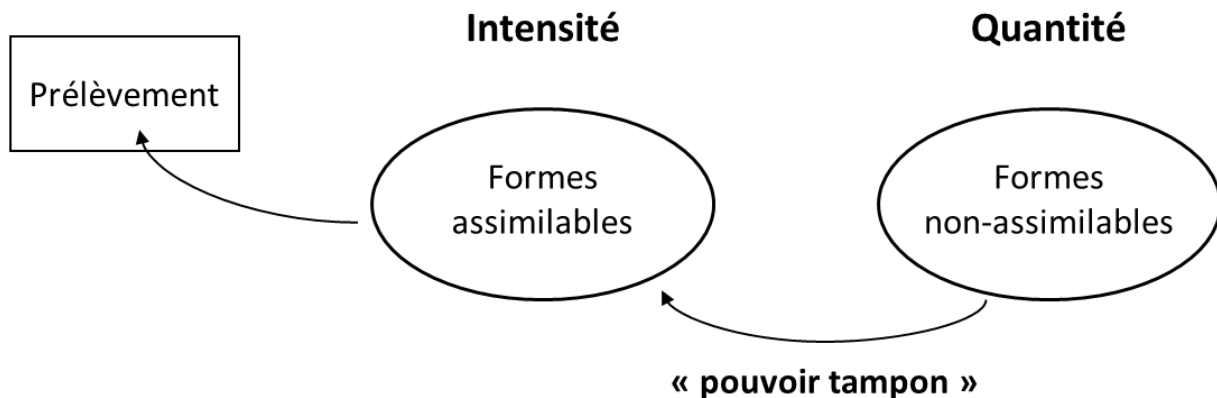 Intensité
Quantité
Prélèvement
Formes
assimilables
Formes
non-assimilables
« pouvoir tampon »